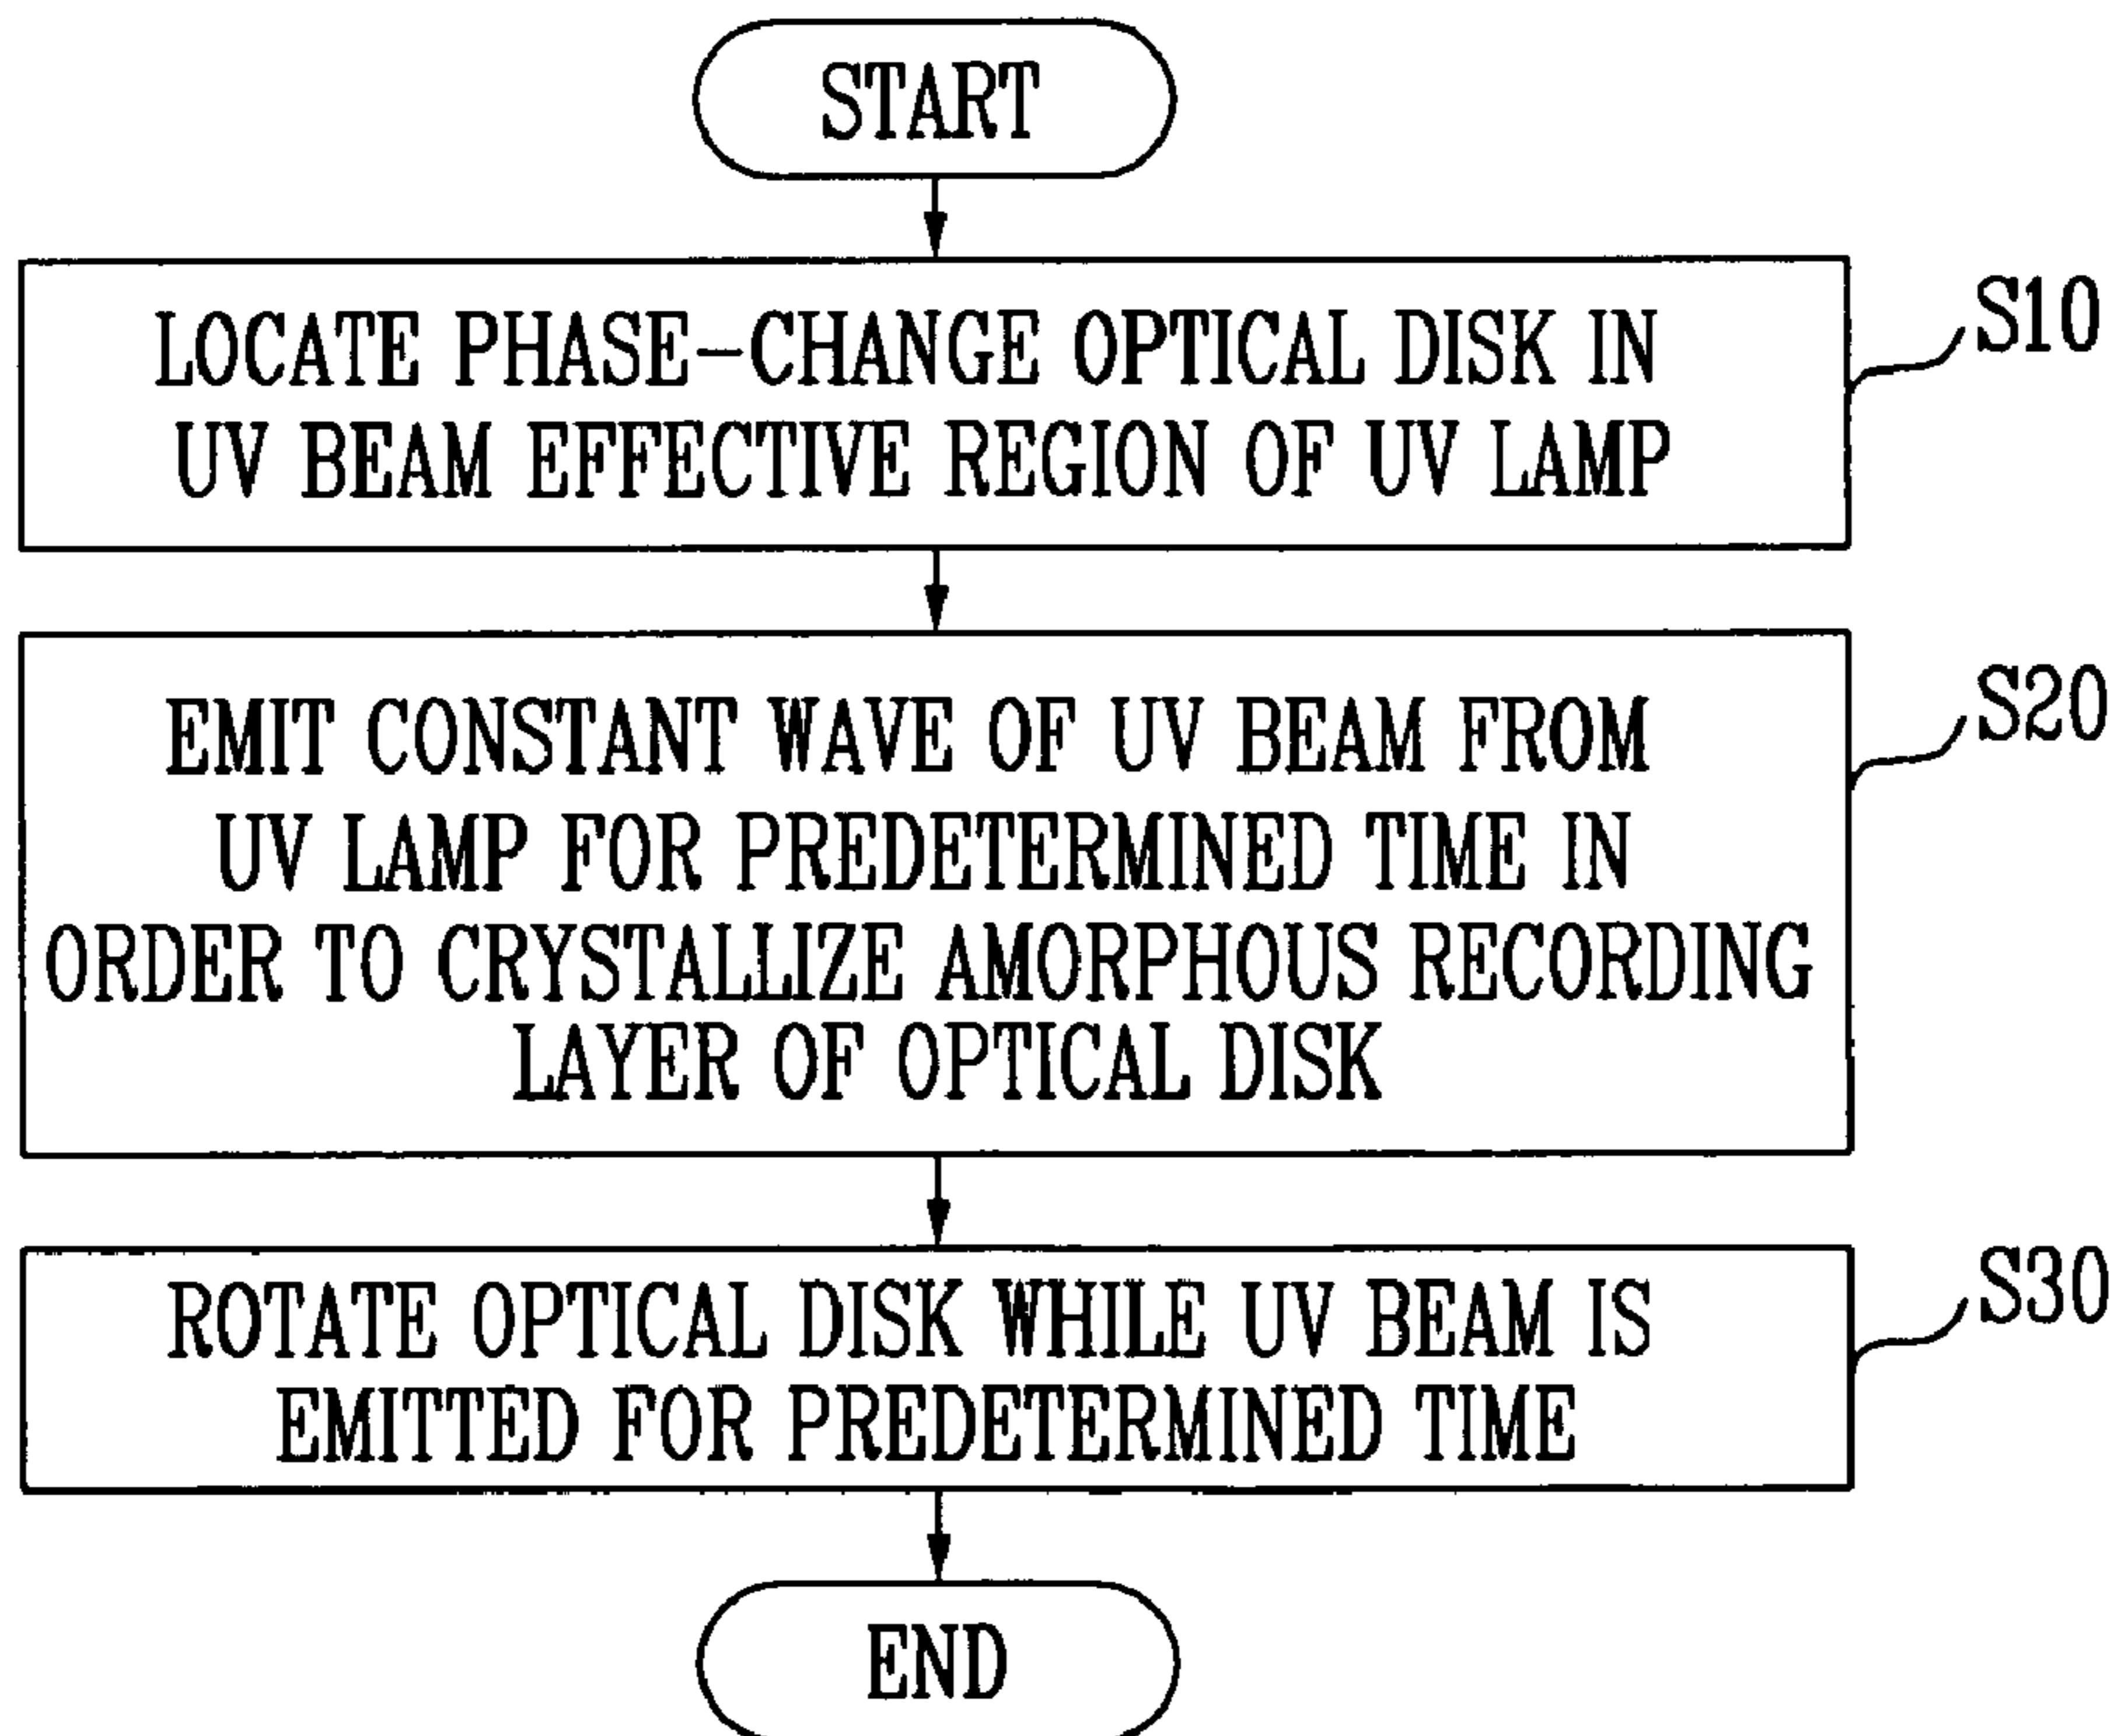 START
LOCATE PHASE-CHANGE OPTICAL DISK IN
UV BEAM EFFECTIVE REGION OF UV LAMP
S10
EMIT CONSTANT WAVE OF UV BEAM FROM
UV LAMP FOR PREDETERMINED TIME IN
ORDER TO CRYSTALLIZE AMORPHOUS RECORDING
LAYER OF OPTICAL DISK
S20
ROTATE OPTICAL DISK WHILE UV BEAM IS
EMITTED FOR PREDETERMINED TIME
S30
END